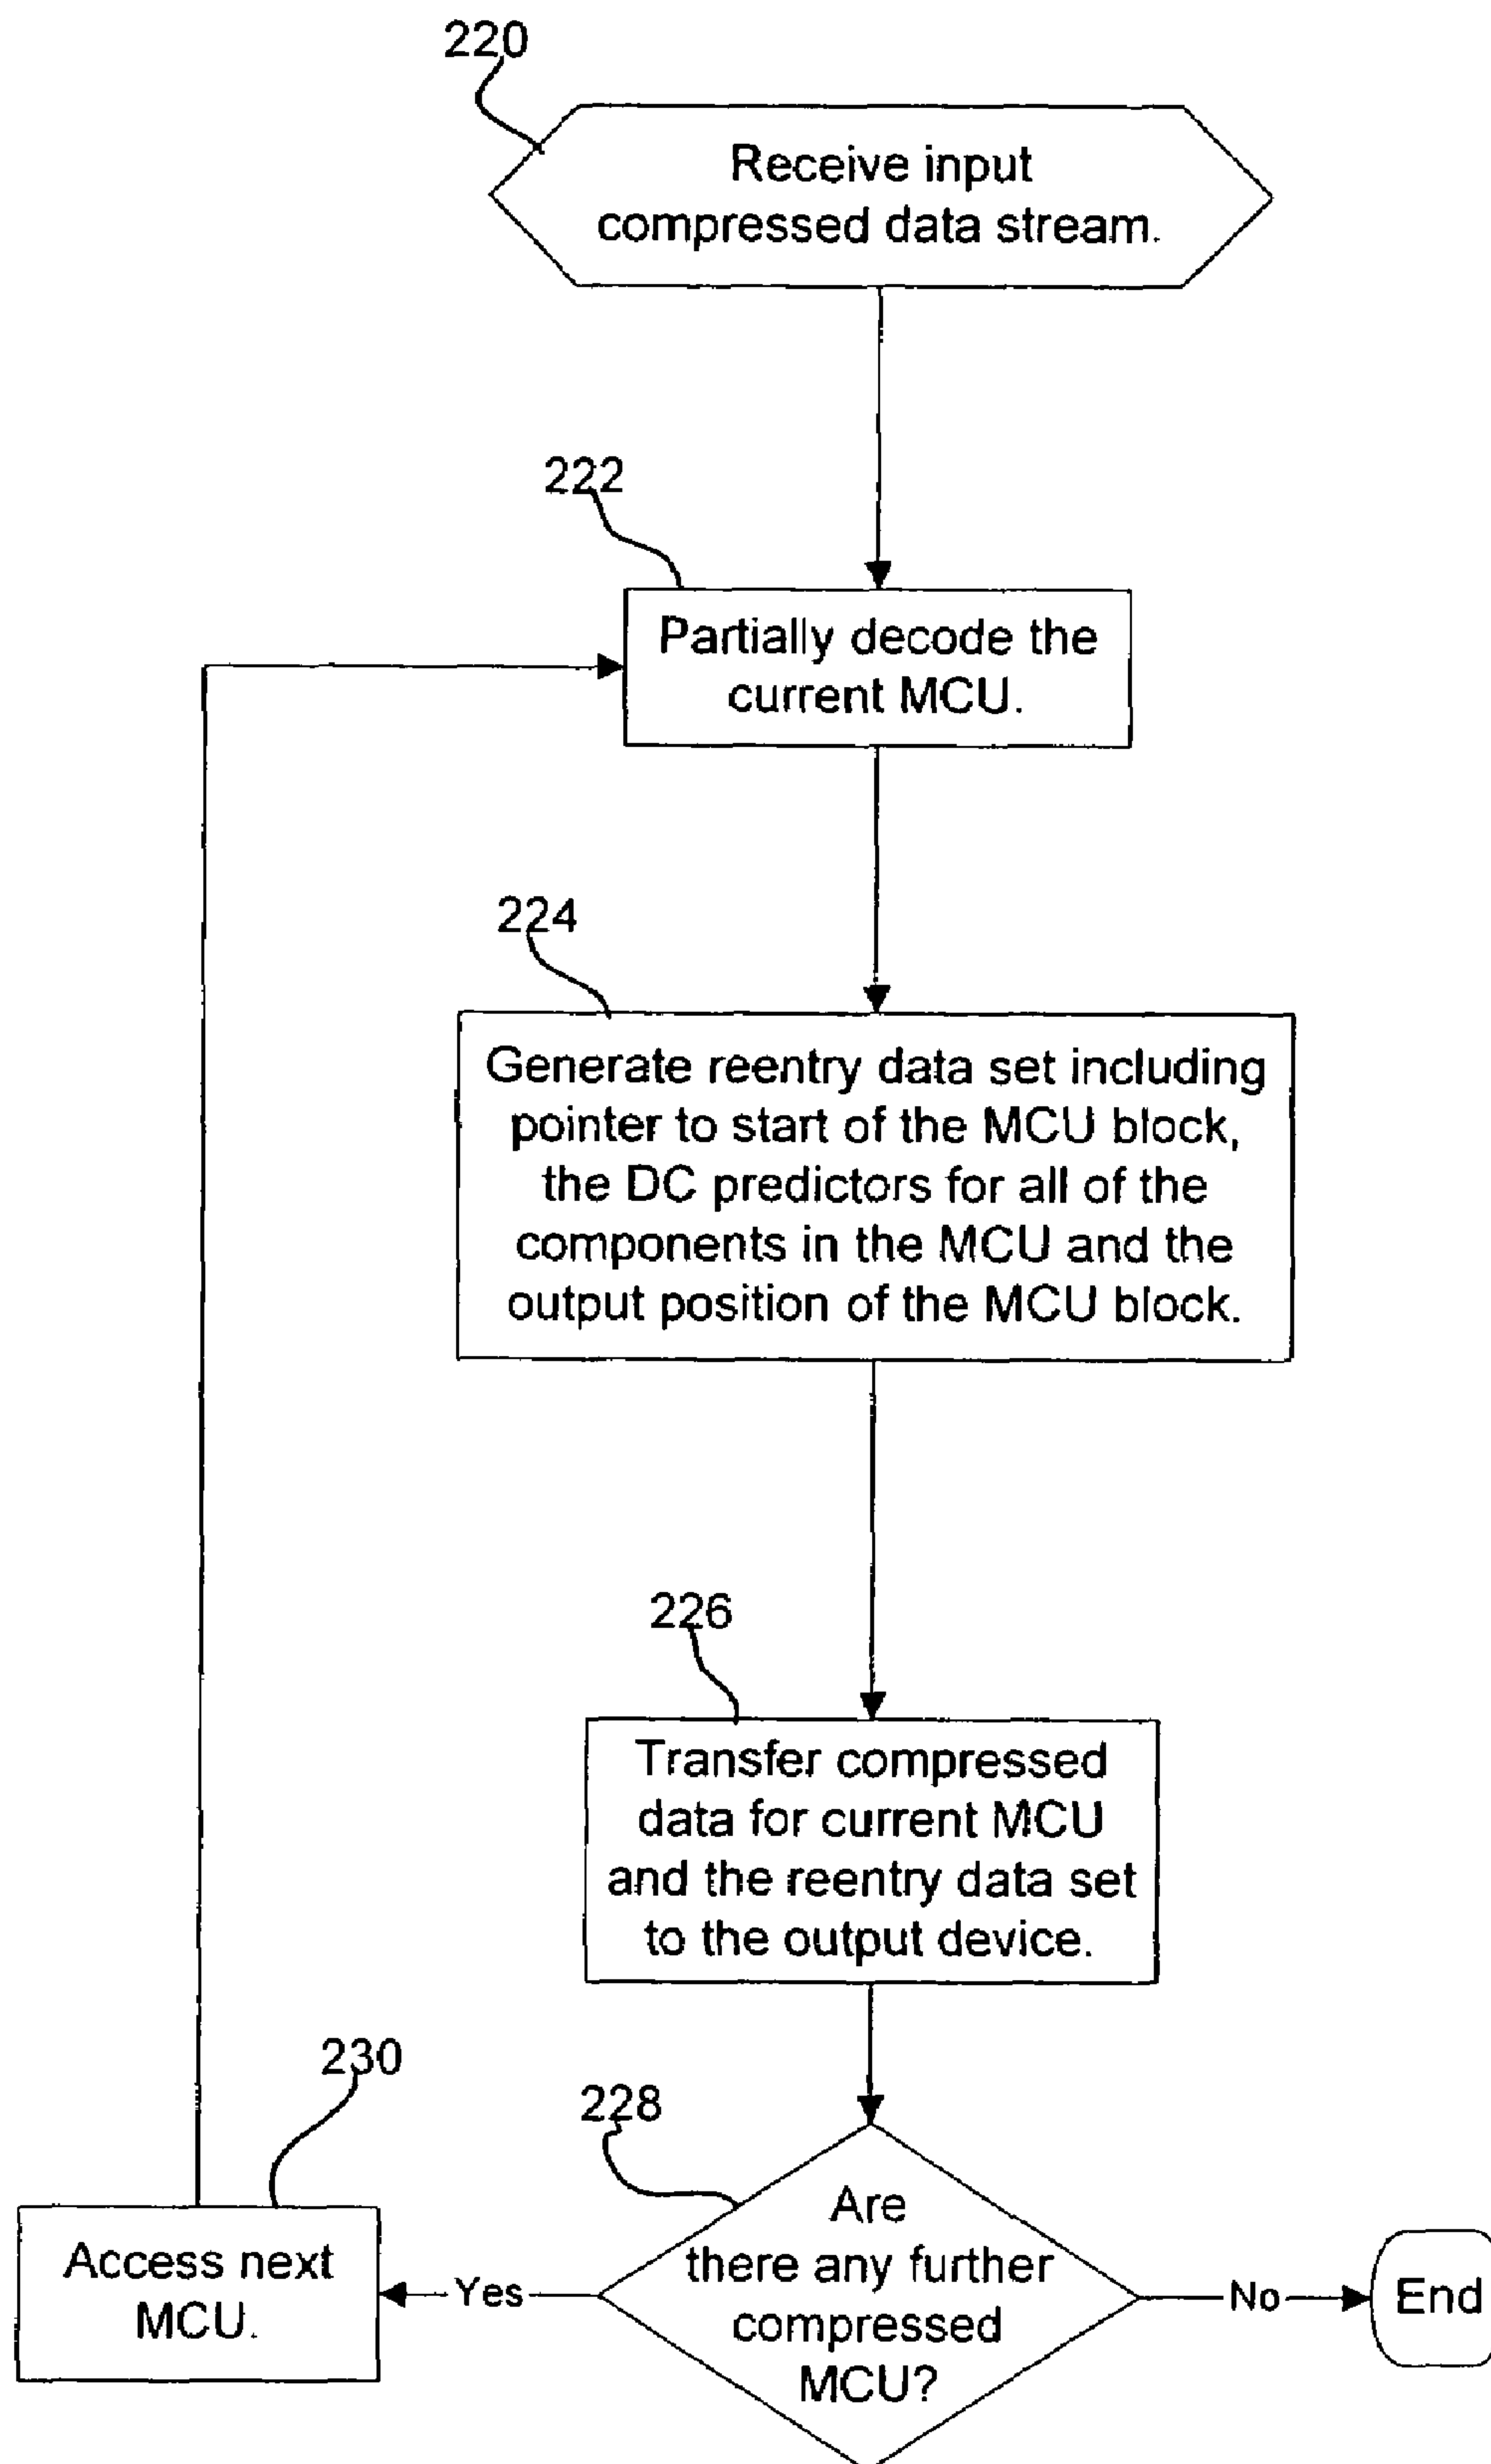 220
Receive input
compressed data stream.
222
Partially decode the
current MCU.
224
Generate reentry data set including
pointer to start of the MCU block,
the DC predictors for all of the
components in the MCU and the
output position of the MCU block.
226
Transfer compressed
data for current MCU
and the reentry data set
to the output device.
230
228
Access next
MCU.
Yes
Are
there any further
compressed
MCU?
No
End